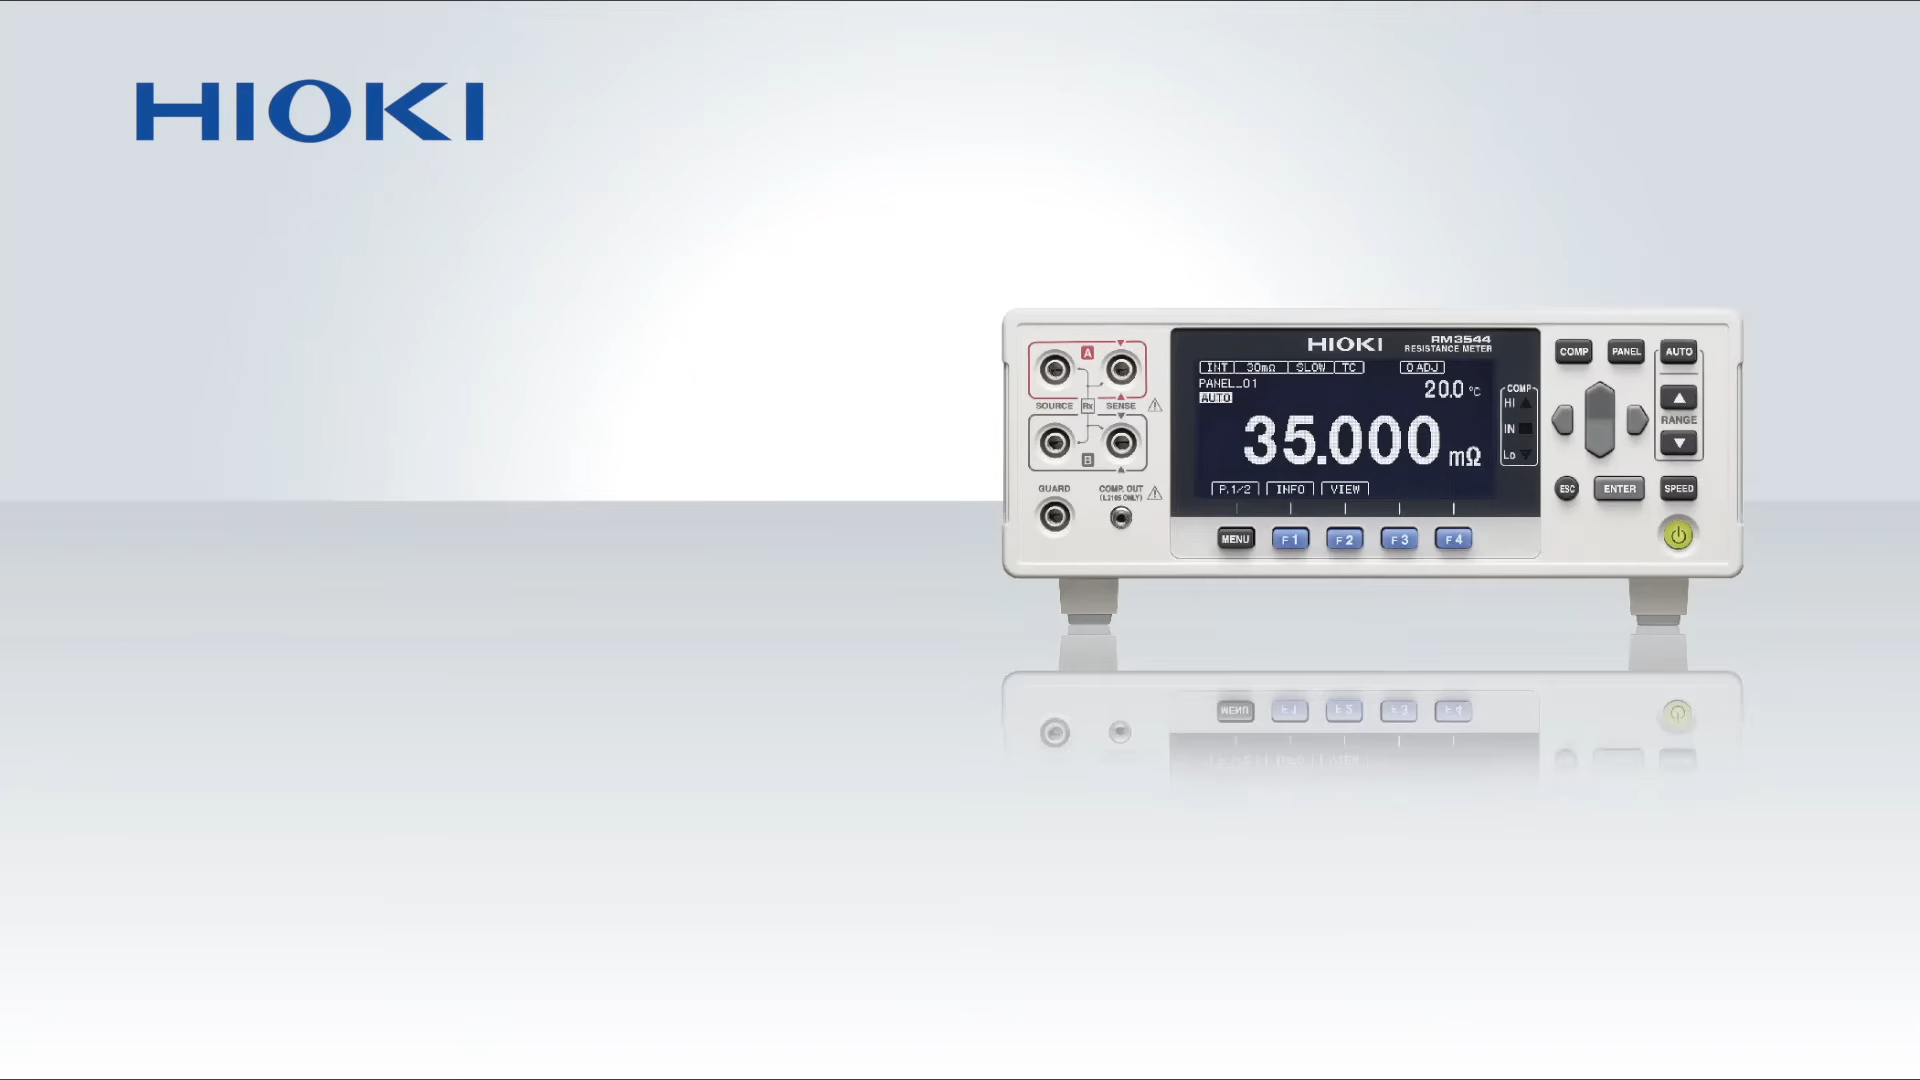 HIOKI
HIOKI
RM3544
RESISTANCE METER
INT 30mΩ SLOW TC 0 ADJ
PANEL_01
20.0 °C
AUTO
35.000 mΩ
COMP
HI
IN
Lo
P.1/2 INFO VIEW
A
SOURCE Rx SENSE
B
GUARD
COMP. OUT
(L2105 ONLY)
MENU F1 F2 F3 F4
COMP PANEL AUTO
RANGE
ESC ENTER SPEED